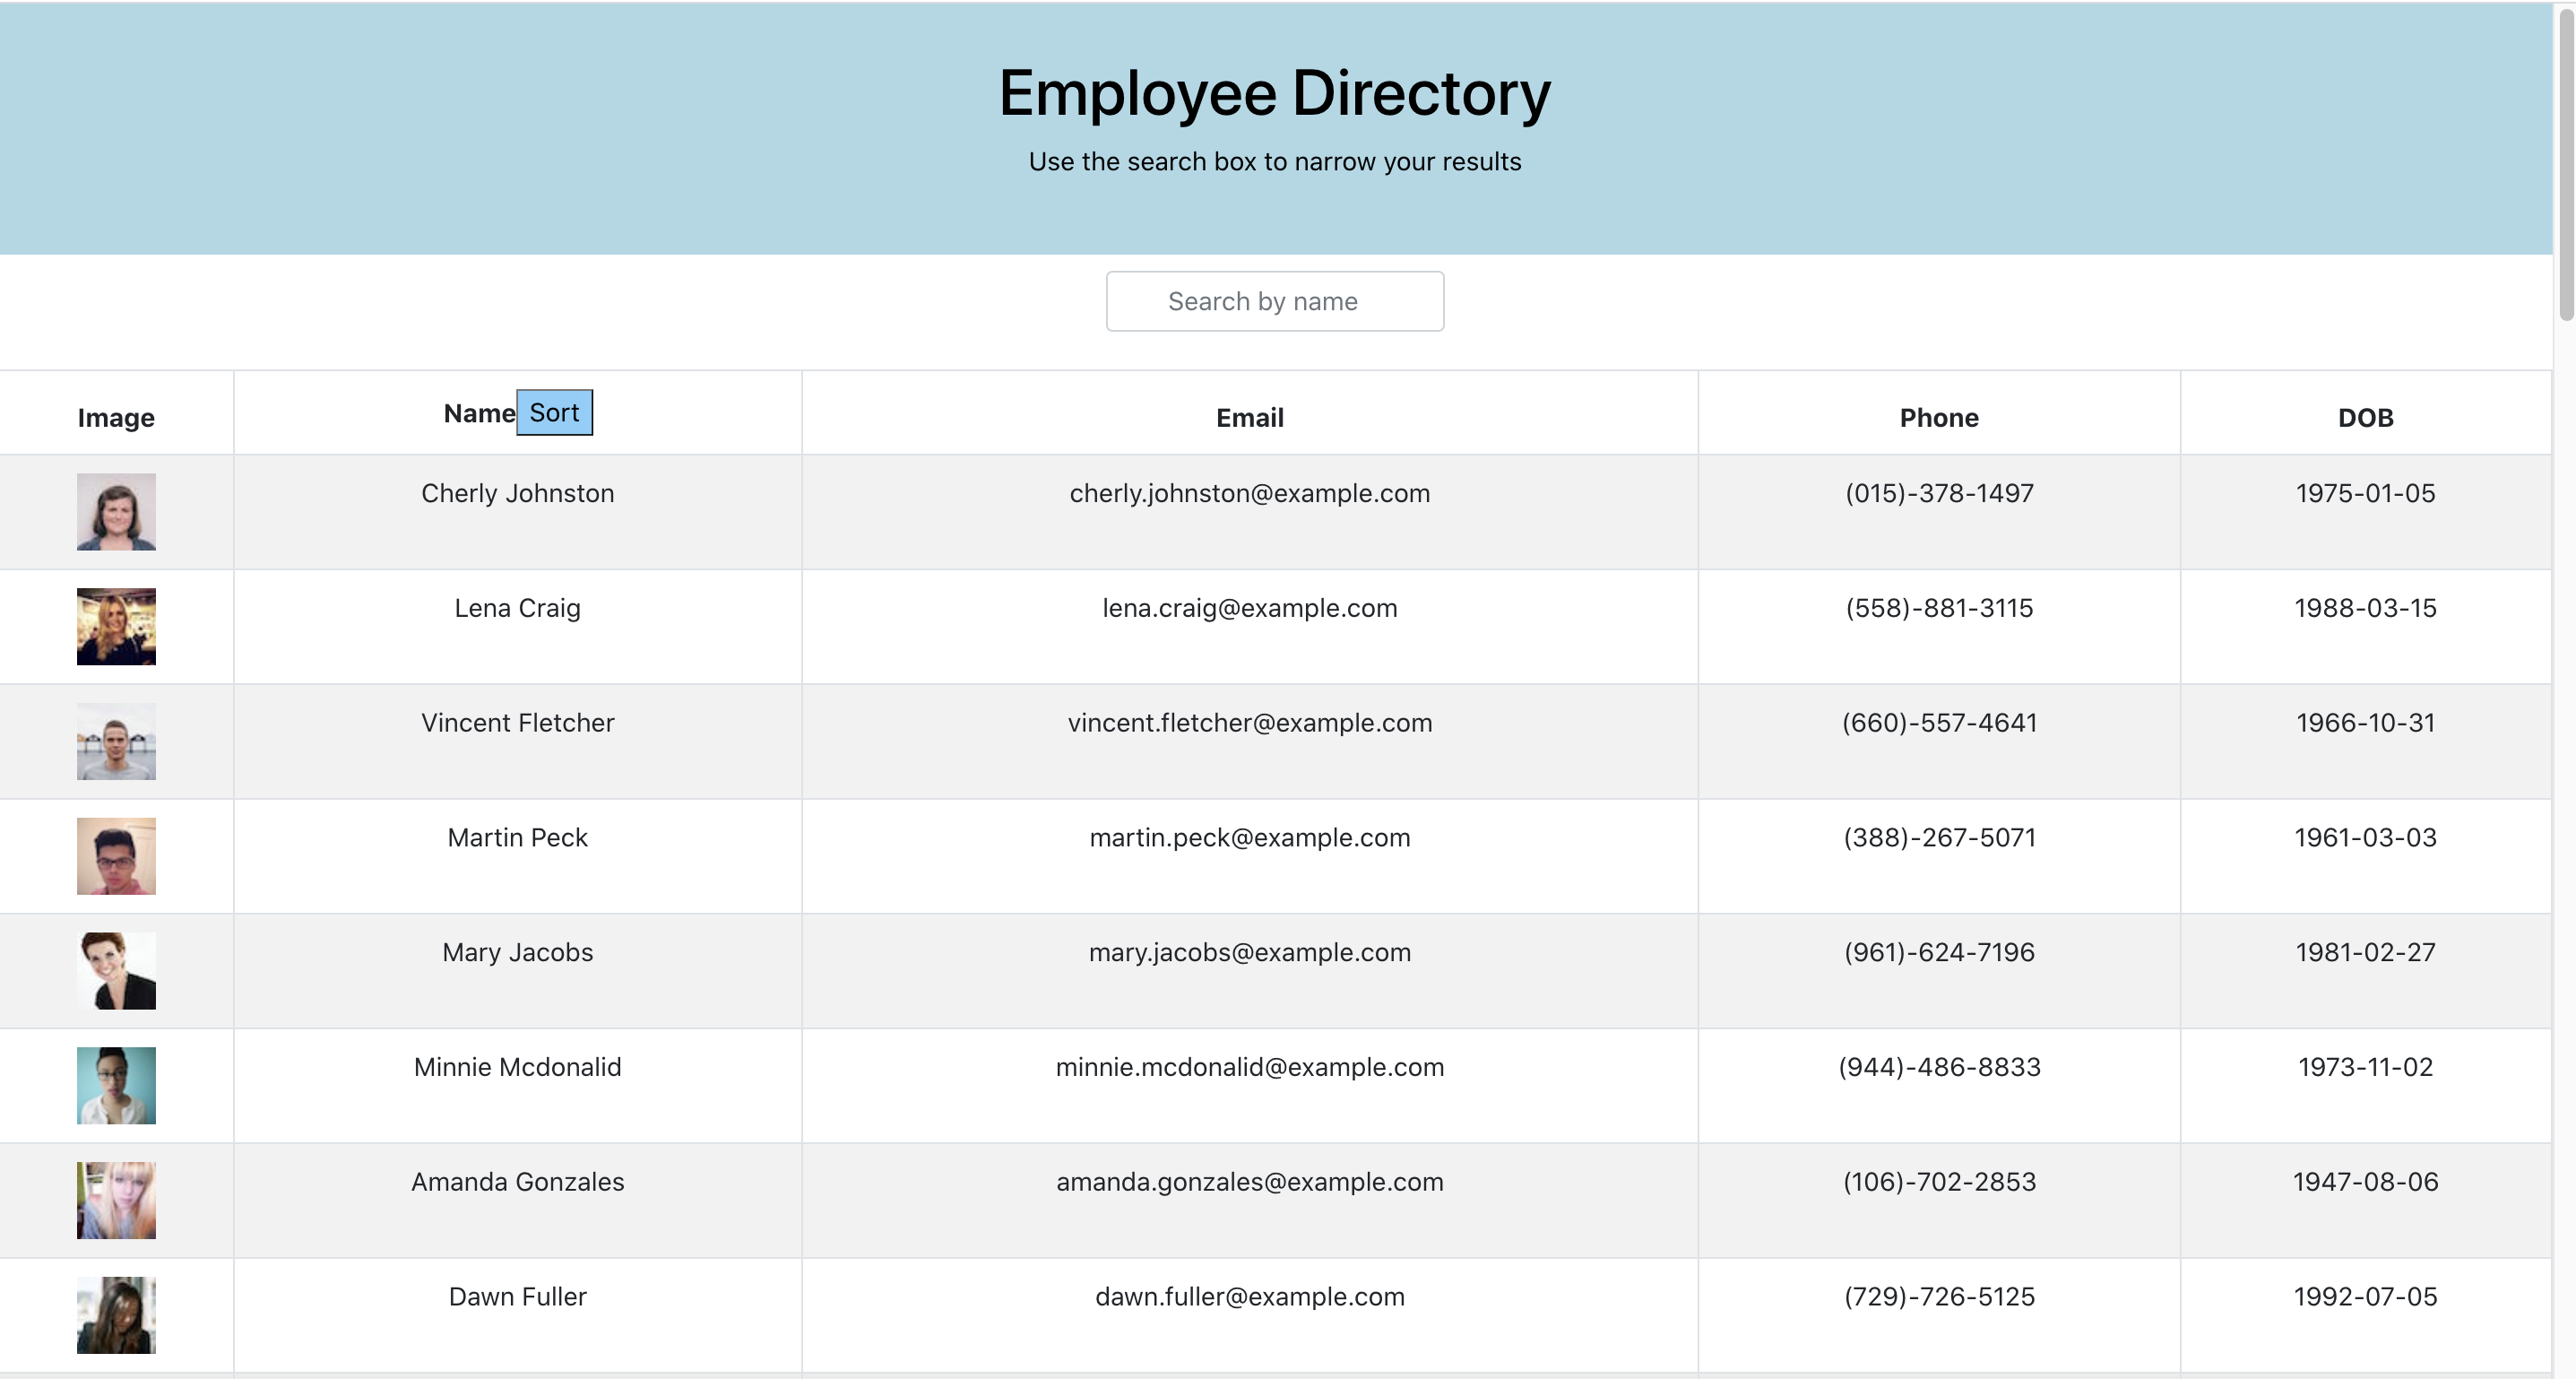 Employee Directory
Use the search box to narrow your results
Search by name
Image Name Sort Email Phone DOB
Cherly Johnston cherly.johnston@example.com (015)-378-1497 1975-01-05
Lena Craig lena.craig@example.com (558)-881-3115 1988-03-15
Vincent Fletcher vincent.fletcher@example.com (660)-557-4641 1966-10-31
Martin Peck martin.peck@example.com (388)-267-5071 1961-03-03
Mary Jacobs mary.jacobs@example.com (961)-624-7196 1981-02-27
Minnie Mcdonalid minnie.mcdonalid@example.com (944)-486-8833 1973-11-02
Amanda Gonzales amanda.gonzales@example.com (106)-702-2853 1947-08-06
Dawn Fuller dawn.fuller@example.com (729)-726-5125 1992-07-05